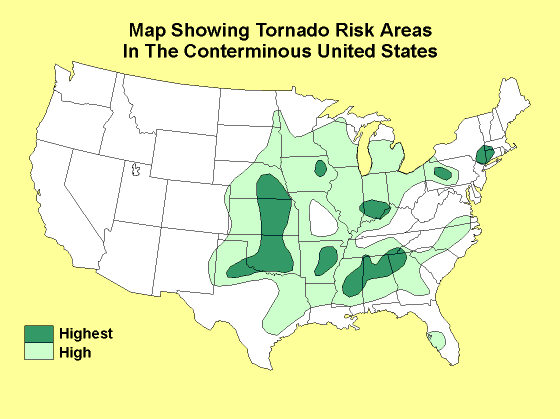 Map Showing Tornado Risk Areas
In The Conterminous United States
Highest
High